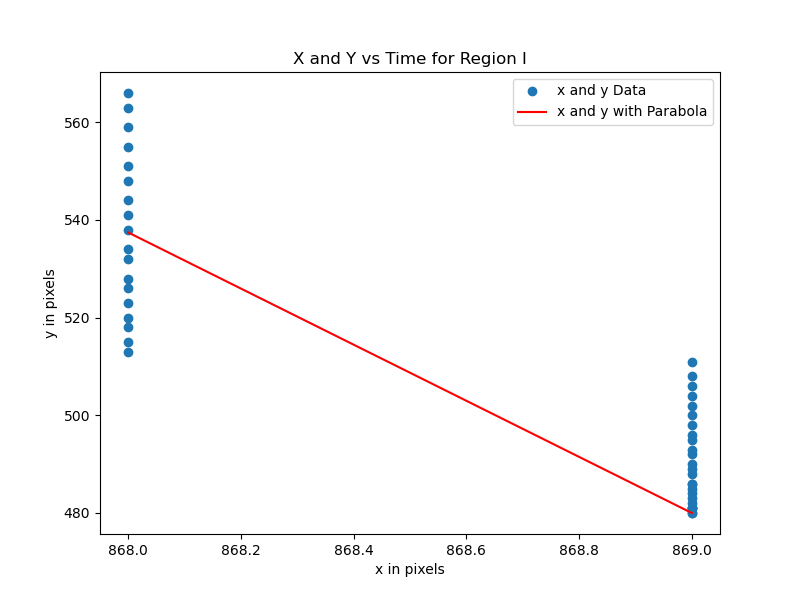 X and Y vs Time for Region I
x and y Data
x and y with Parabola
560
540
520
500
480
y in pixels
868.0 868.2 868.4 868.6 868.8 869.0
x in pixels